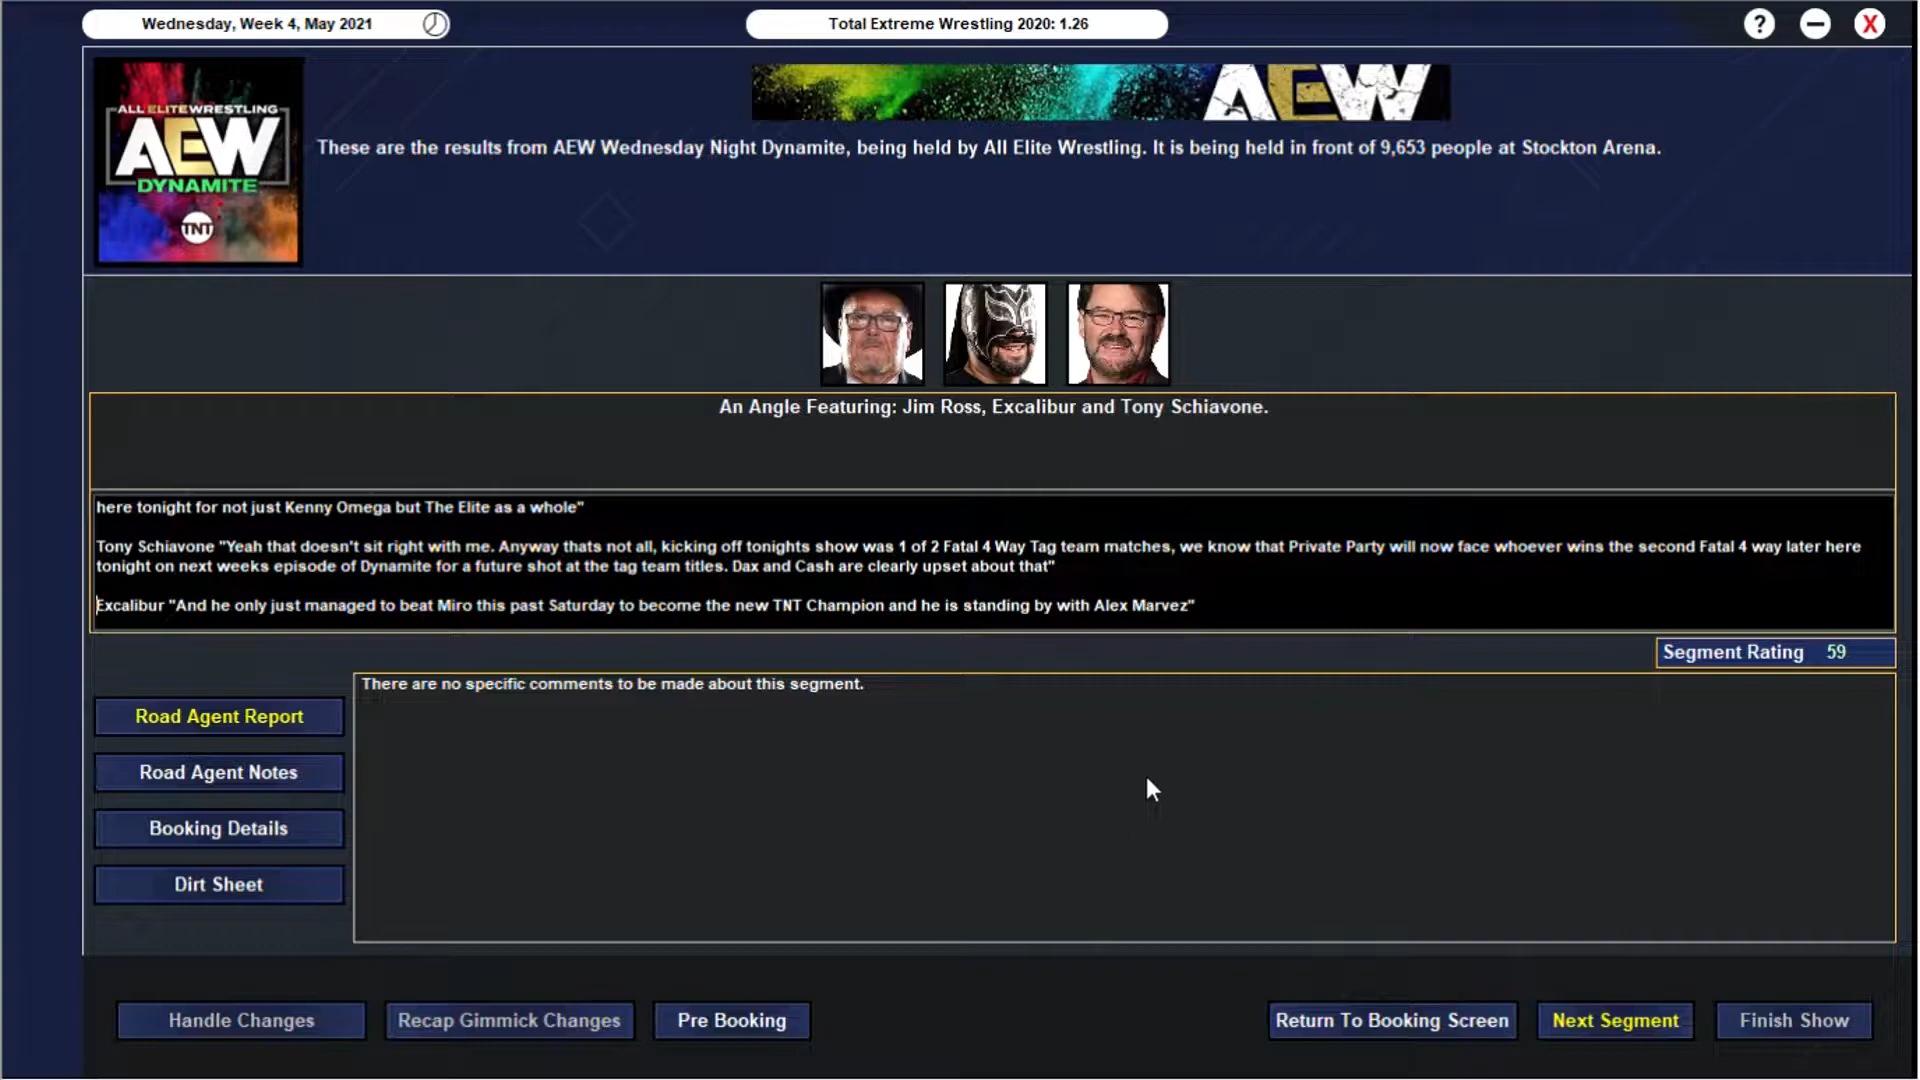 Wednesday, Week 4, May 2021
Total Extreme Wrestling 2020: 1.26
?
X
ALL ELITE WRESTLING
AEW
DYNAMITE
TNT
AEW
These are the results from AEW Wednesday Night Dynamite, being held by All Elite Wrestling. It is being held in front of 9,653 people at Stockton Arena.
An Angle Featuring: Jim Ross, Excalibur and Tony Schiavone.
here tonight for not just Kenny Omega but The Elite as a whole"
Tony Schiavone "Yeah that doesn't sit right with me. Anyway thats not all, kicking off tonights show was 1 of 2 Fatal 4 Way Tag team matches, we know that Private Party will now face whoever wins the second Fatal 4 way later here
tonight on next weeks episode of Dynamite for a future shot at the tag team titles. Dax and Cash are clearly upset about that"
Excalibur "And he only just managed to beat Miro this past Saturday to become the new TNT Champion and he is standing by with Alex Marvez"
Segment Rating 59
There are no specific comments to be made about this segment.
Road Agent Report
Road Agent Notes
Booking Details
Dirt Sheet
Handle Changes
Recap Gimmick Changes
Pre Booking
Return To Booking Screen
Next Segment
Finish Show